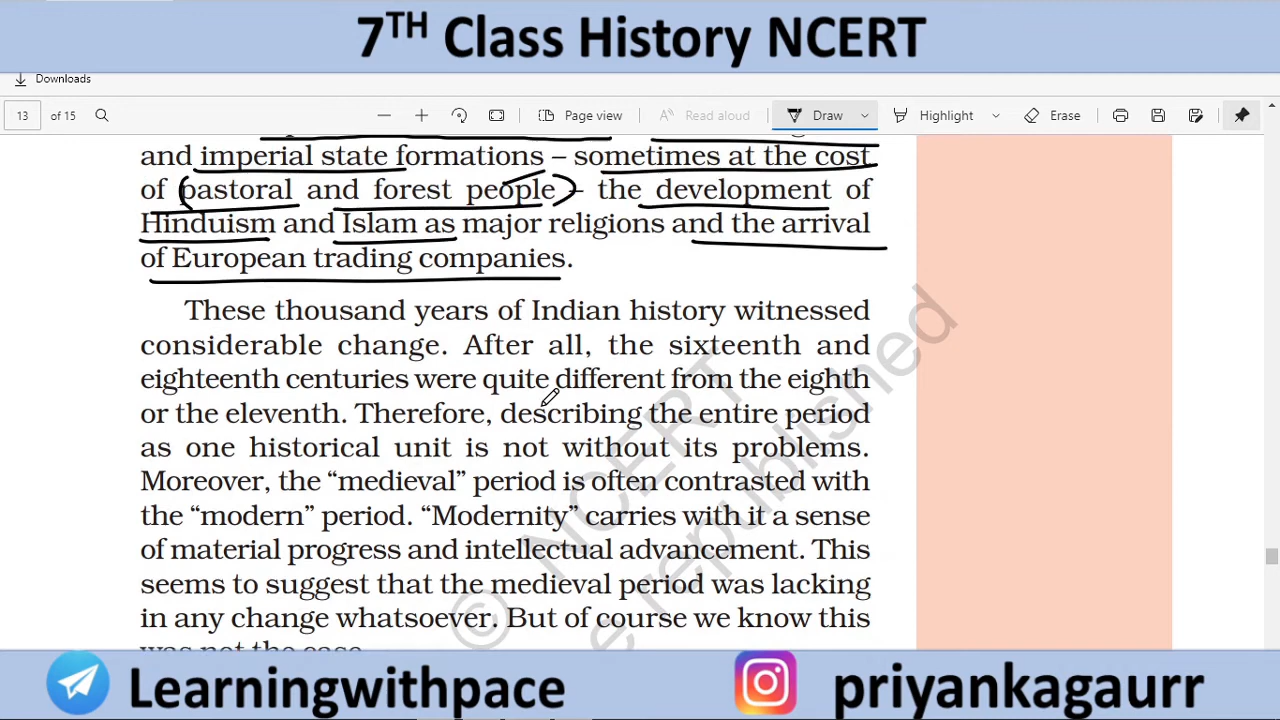 7TH Class History NCERT
Downloads
13 of 15 Page view Read aloud Draw Highlight Erase
and imperial state formations – sometimes at the cost
of (pastoral and forest people) – the development of
Hinduism and Islam as major religions and the arrival
of European trading companies.
These thousand years of Indian history witnessed
considerable change. After all, the sixteenth and
eighteenth centuries were quite different from the eighth
or the eleventh. Therefore, describing the entire period
as one historical unit is not without its problems.
Moreover, the “medieval” period is often contrasted with
the “modern” period. “Modernity” carries with it a sense
of material progress and intellectual advancement. This
seems to suggest that the medieval period was lacking
in any change whatsoever. But of course we know this
was not the case
© NCERT
e republished
Learningwithpace
priyankagaurr